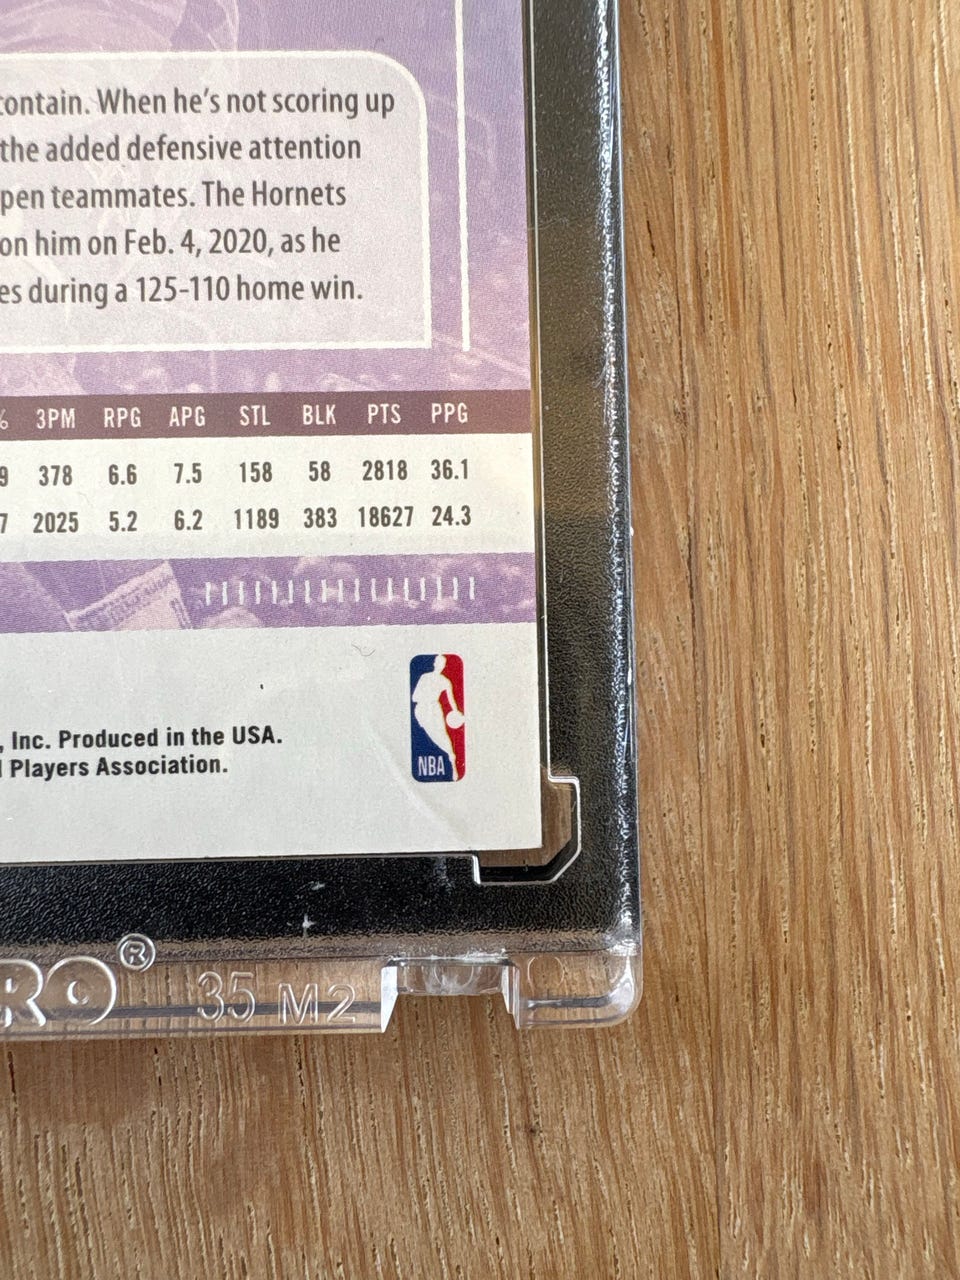 contain. When he's not scoring up
the added defensive attention
pen teammates. The Hornets
on him on Feb. 4, 2020, as he
es during a 125-110 home win.
% 3PM RPG APG STL BLK PTS PPG
9 378 6.6 7.5 158 58 2818 36.1
7 2025 5.2 6.2 1189 383 18627 24.3
, Inc. Produced in the USA.
l Players Association.
NBA
RO® 35 M2